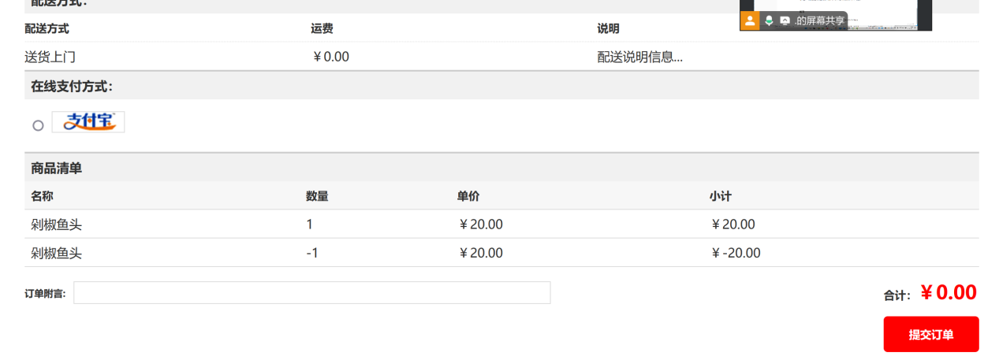 配送方式：
.的屏幕共享
配送方式 运费 说明
送货上门 ￥0.00 配送说明信息...
在线支付方式：
支付宝
商品清单
名称 数量 单价 小计
剁椒鱼头 1 ￥20.00 ￥20.00
剁椒鱼头 -1 ￥20.00 ￥-20.00
订单附言: 合计： ￥0.00
提交订单